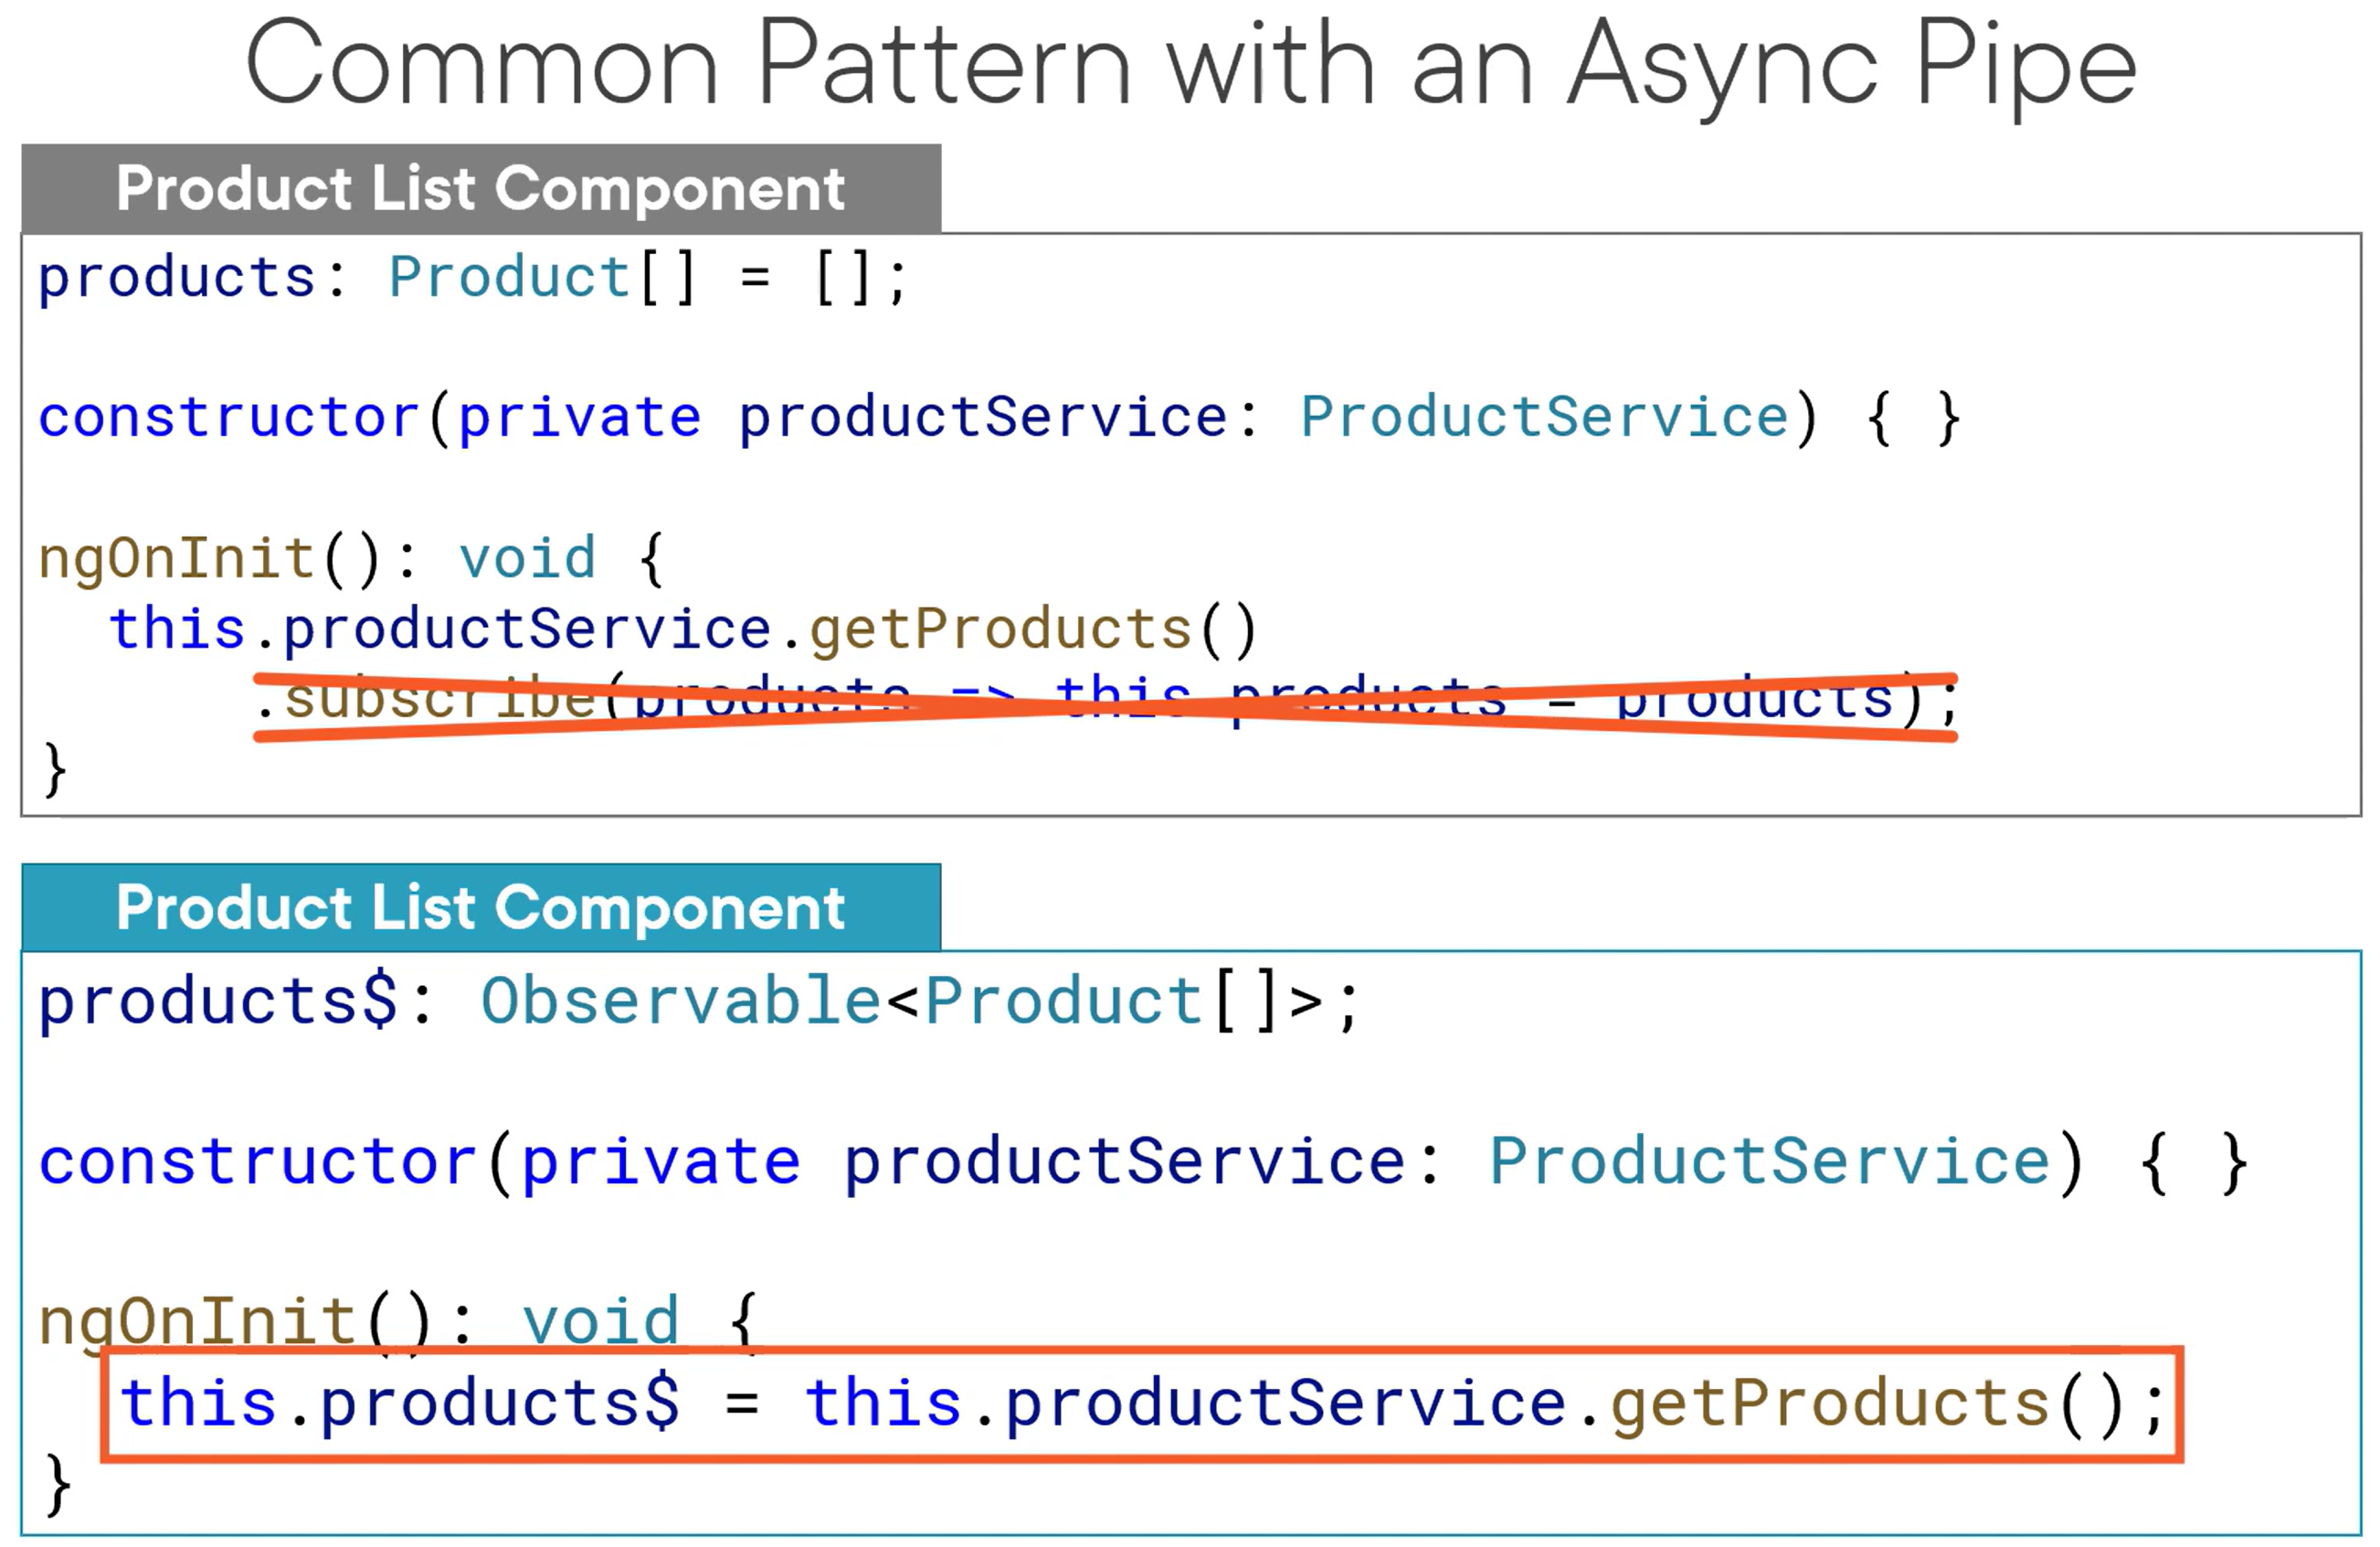 Common Pattern with an Async Pipe
Product List Component
products: Product[] = [];
constructor(private productService: ProductService) { }
ngOnInit(): void {
this.productService.getProducts()
.subscribe(products => this.products = products);
}
Product List Component
products$: Observable<Product[]>;
constructor(private productService: ProductService) { }
ngOnInit(): void {
this.products$ = this.productService.getProducts();
}